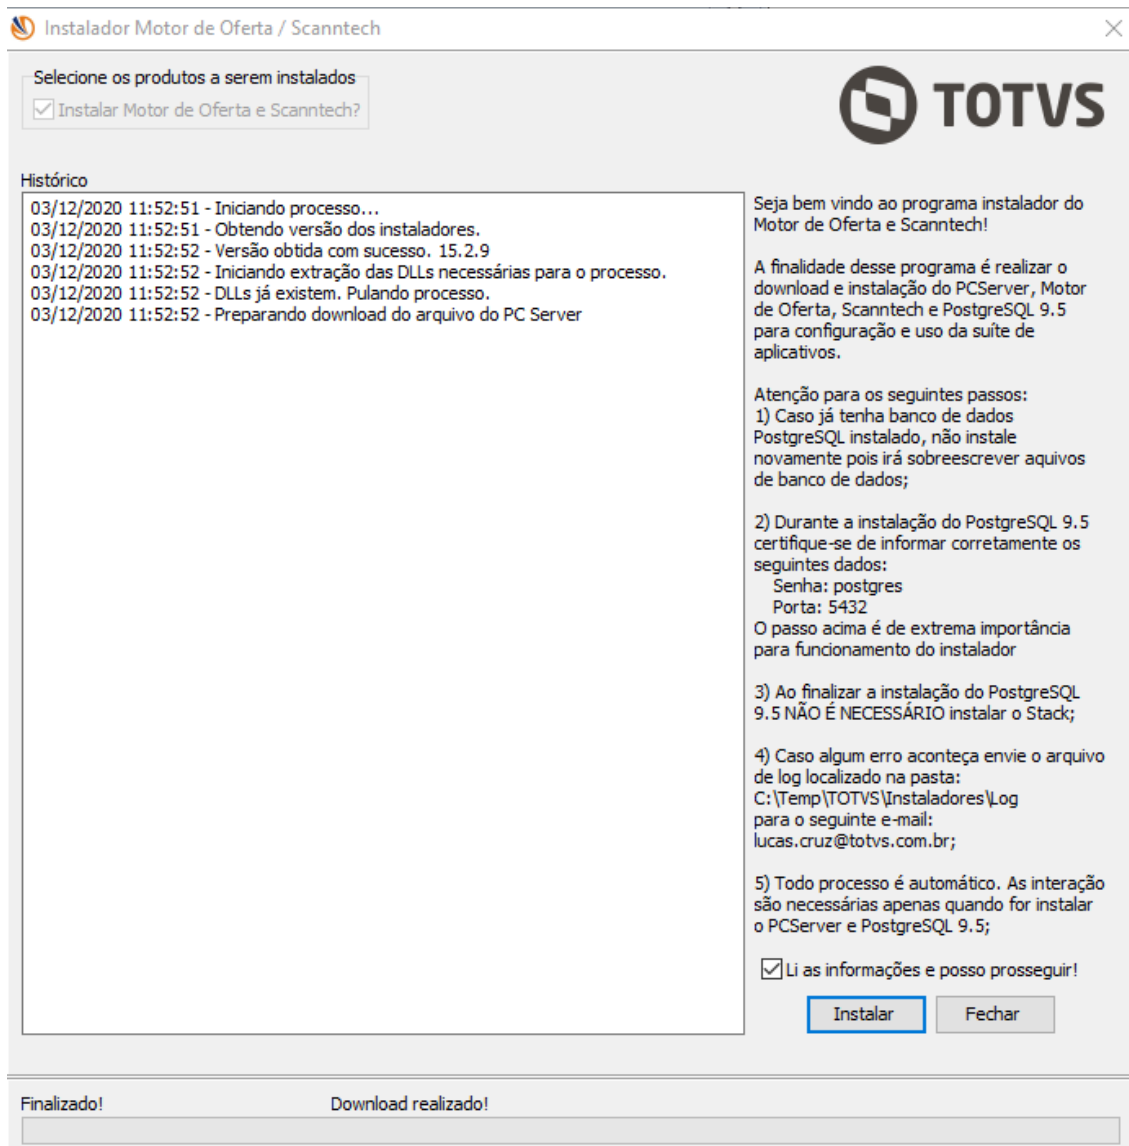 Instalador Motor de Oferta / Scanntech
Selecione os produtos a serem instalados
Instalar Motor de Oferta e Scanntech?
TOTVS
Histórico
03/12/2020 11:52:51 - Iniciando processo...
03/12/2020 11:52:51 - Obtendo versão dos instaladores.
03/12/2020 11:52:52 - Versão obtida com sucesso. 15.2.9
03/12/2020 11:52:52 - Iniciando extração das DLLs necessárias para o processo.
03/12/2020 11:52:52 - DLLs já existem. Pulando processo.
03/12/2020 11:52:52 - Preparando download do arquivo do PC Server
Seja bem vindo ao programa instalador do
Motor de Oferta e Scanntech!
A finalidade desse programa é realizar o
download e instalação do PCServer, Motor
de Oferta, Scanntech e PostgreSQL 9.5
para configuração e uso da suíte de
aplicativos.
Atenção para os seguintes passos:
1) Caso já tenha banco de dados
PostgreSQL instalado, não instale
novamente pois irá sobreescrever aquivos
de banco de dados;
2) Durante a instalação do PostgreSQL 9.5
certifique-se de informar corretamente os
seguintes dados:
Senha: postgres
Porta: 5432
O passo acima é de extrema importância
para funcionamento do instalador
3) Ao finalizar a instalação do PostgreSQL
9.5 NÃO É NECESSÁRIO instalar o Stack;
4) Caso algum erro aconteça envie o arquivo
de log localizado na pasta:
C:\Temp\TOTVS\Instaladores\Log
para o seguinte e-mail:
lucas.cruz@totvs.com.br;
5) Todo processo é automático. As interação
são necessárias apenas quando for instalar
o PCServer e PostgreSQL 9.5;
Li as informações e posso prosseguir!
Instalar
Fechar
Finalizado!
Download realizado!